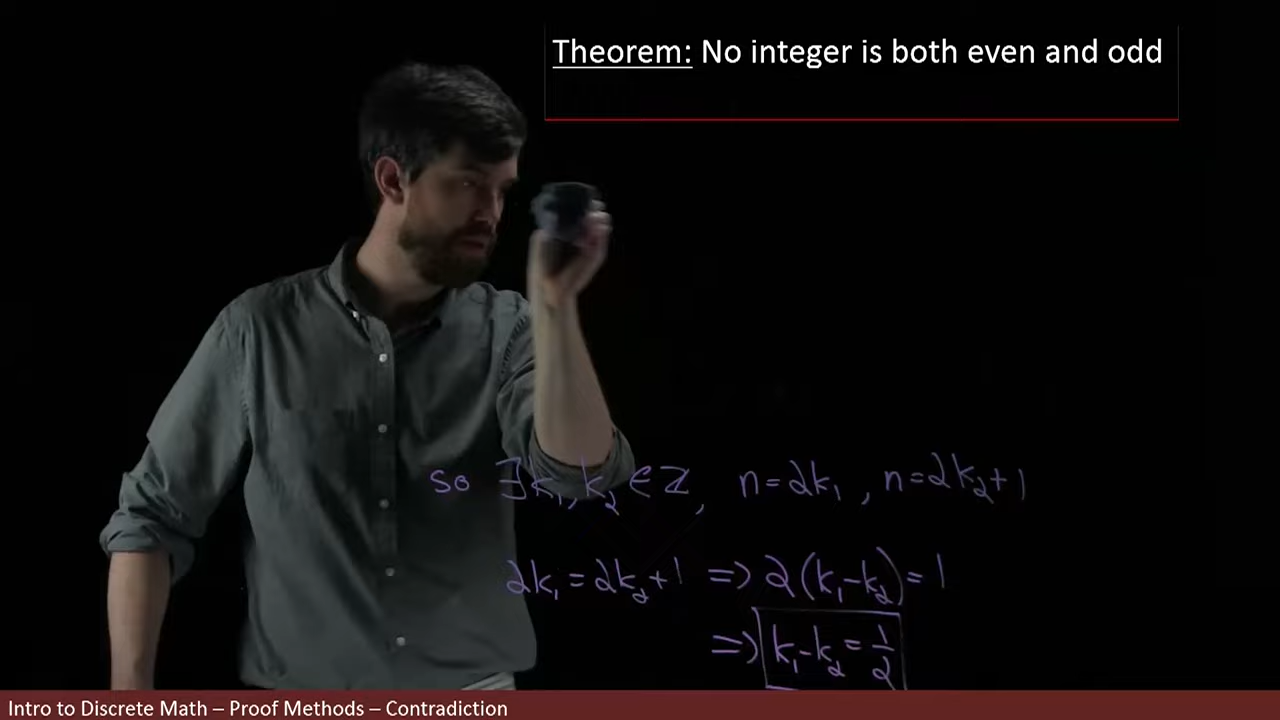 Theorem: No integer is both even and odd
so ∃k₁, k₂ ∈ ℤ, n=2k₁, n=2k₂+1
2k₁=2k₂+1 => 2(k₁-k₂)=1
=> k₁-k₂=1/2
Intro to Discrete Math – Proof Methods – Contradiction